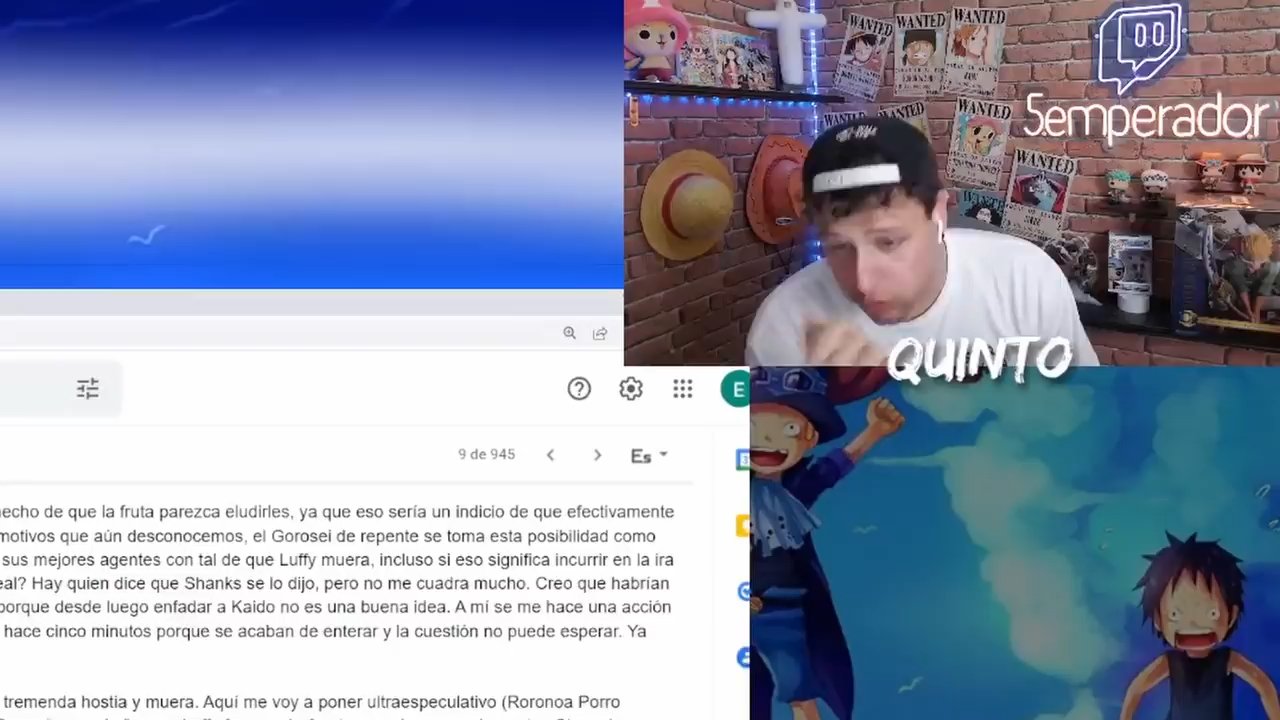 WANTED
WANTED
WANTED
WANTED
WANTED
WANTED
WANTED
WANTED
5emperador
QUINTO
E
9 de 945
Es
echo de que la fruta parezca eludirles, ya que eso sería un indicio de que efectivamente
motivos que aún desconocemos, el Gorosei de repente se toma esta posibilidad como
sus mejores agentes con tal de que Luffy muera, incluso si eso significa incurrir en la ira
eal? Hay quien dice que Shanks se lo dijo, pero no me cuadra mucho. Creo que habrían
porque desde luego enfadar a Kaido no es una buena idea. A mí se me hace una acción
hace cinco minutos porque se acaban de enterar y la cuestión no puede esperar. Ya
tremenda hostia y muera. Aquí me voy a poner ultraespeculativo (Roronoa Porro